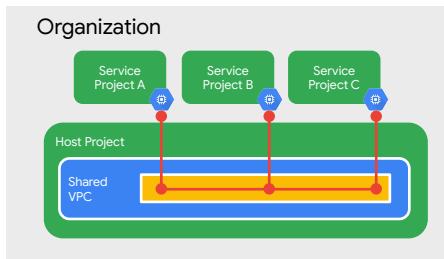 Organization
Service
Project A
Service
Project B
Service
Project C
Host Project
Shared
VPC